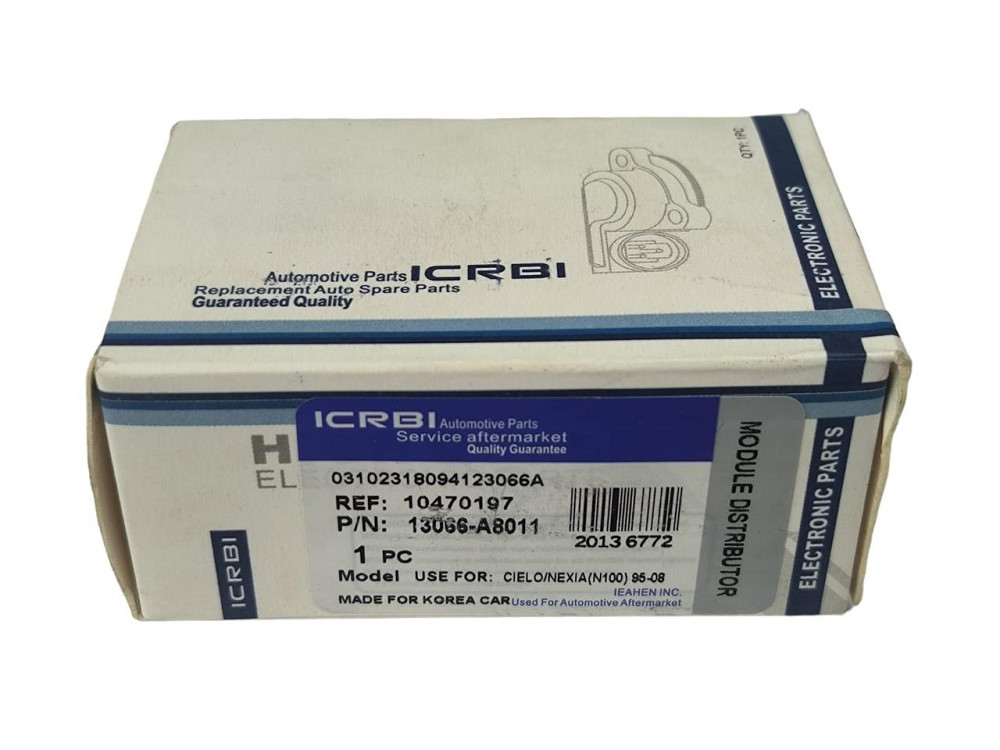 QTY: 1PC
ELECTRONIC PARTS
Automotive Parts ICRBI
Replacement Auto Spare Parts
Guaranteed Quality
ICRBI Automotive Parts
Service aftermarket
Quality Guarantee
03102318094123066A
REF: 10470197
P/N: 13066-A8011
2013 6772
1 PC
Model USE FOR: CIELO/NEXIA(N100) 95-08
IEAHEN INC.
MADE FOR KOREA CAR Used For Automotive Aftermarket
MODULE DISTRIBUTOR
ELECTRONIC PARTS
ICRBI